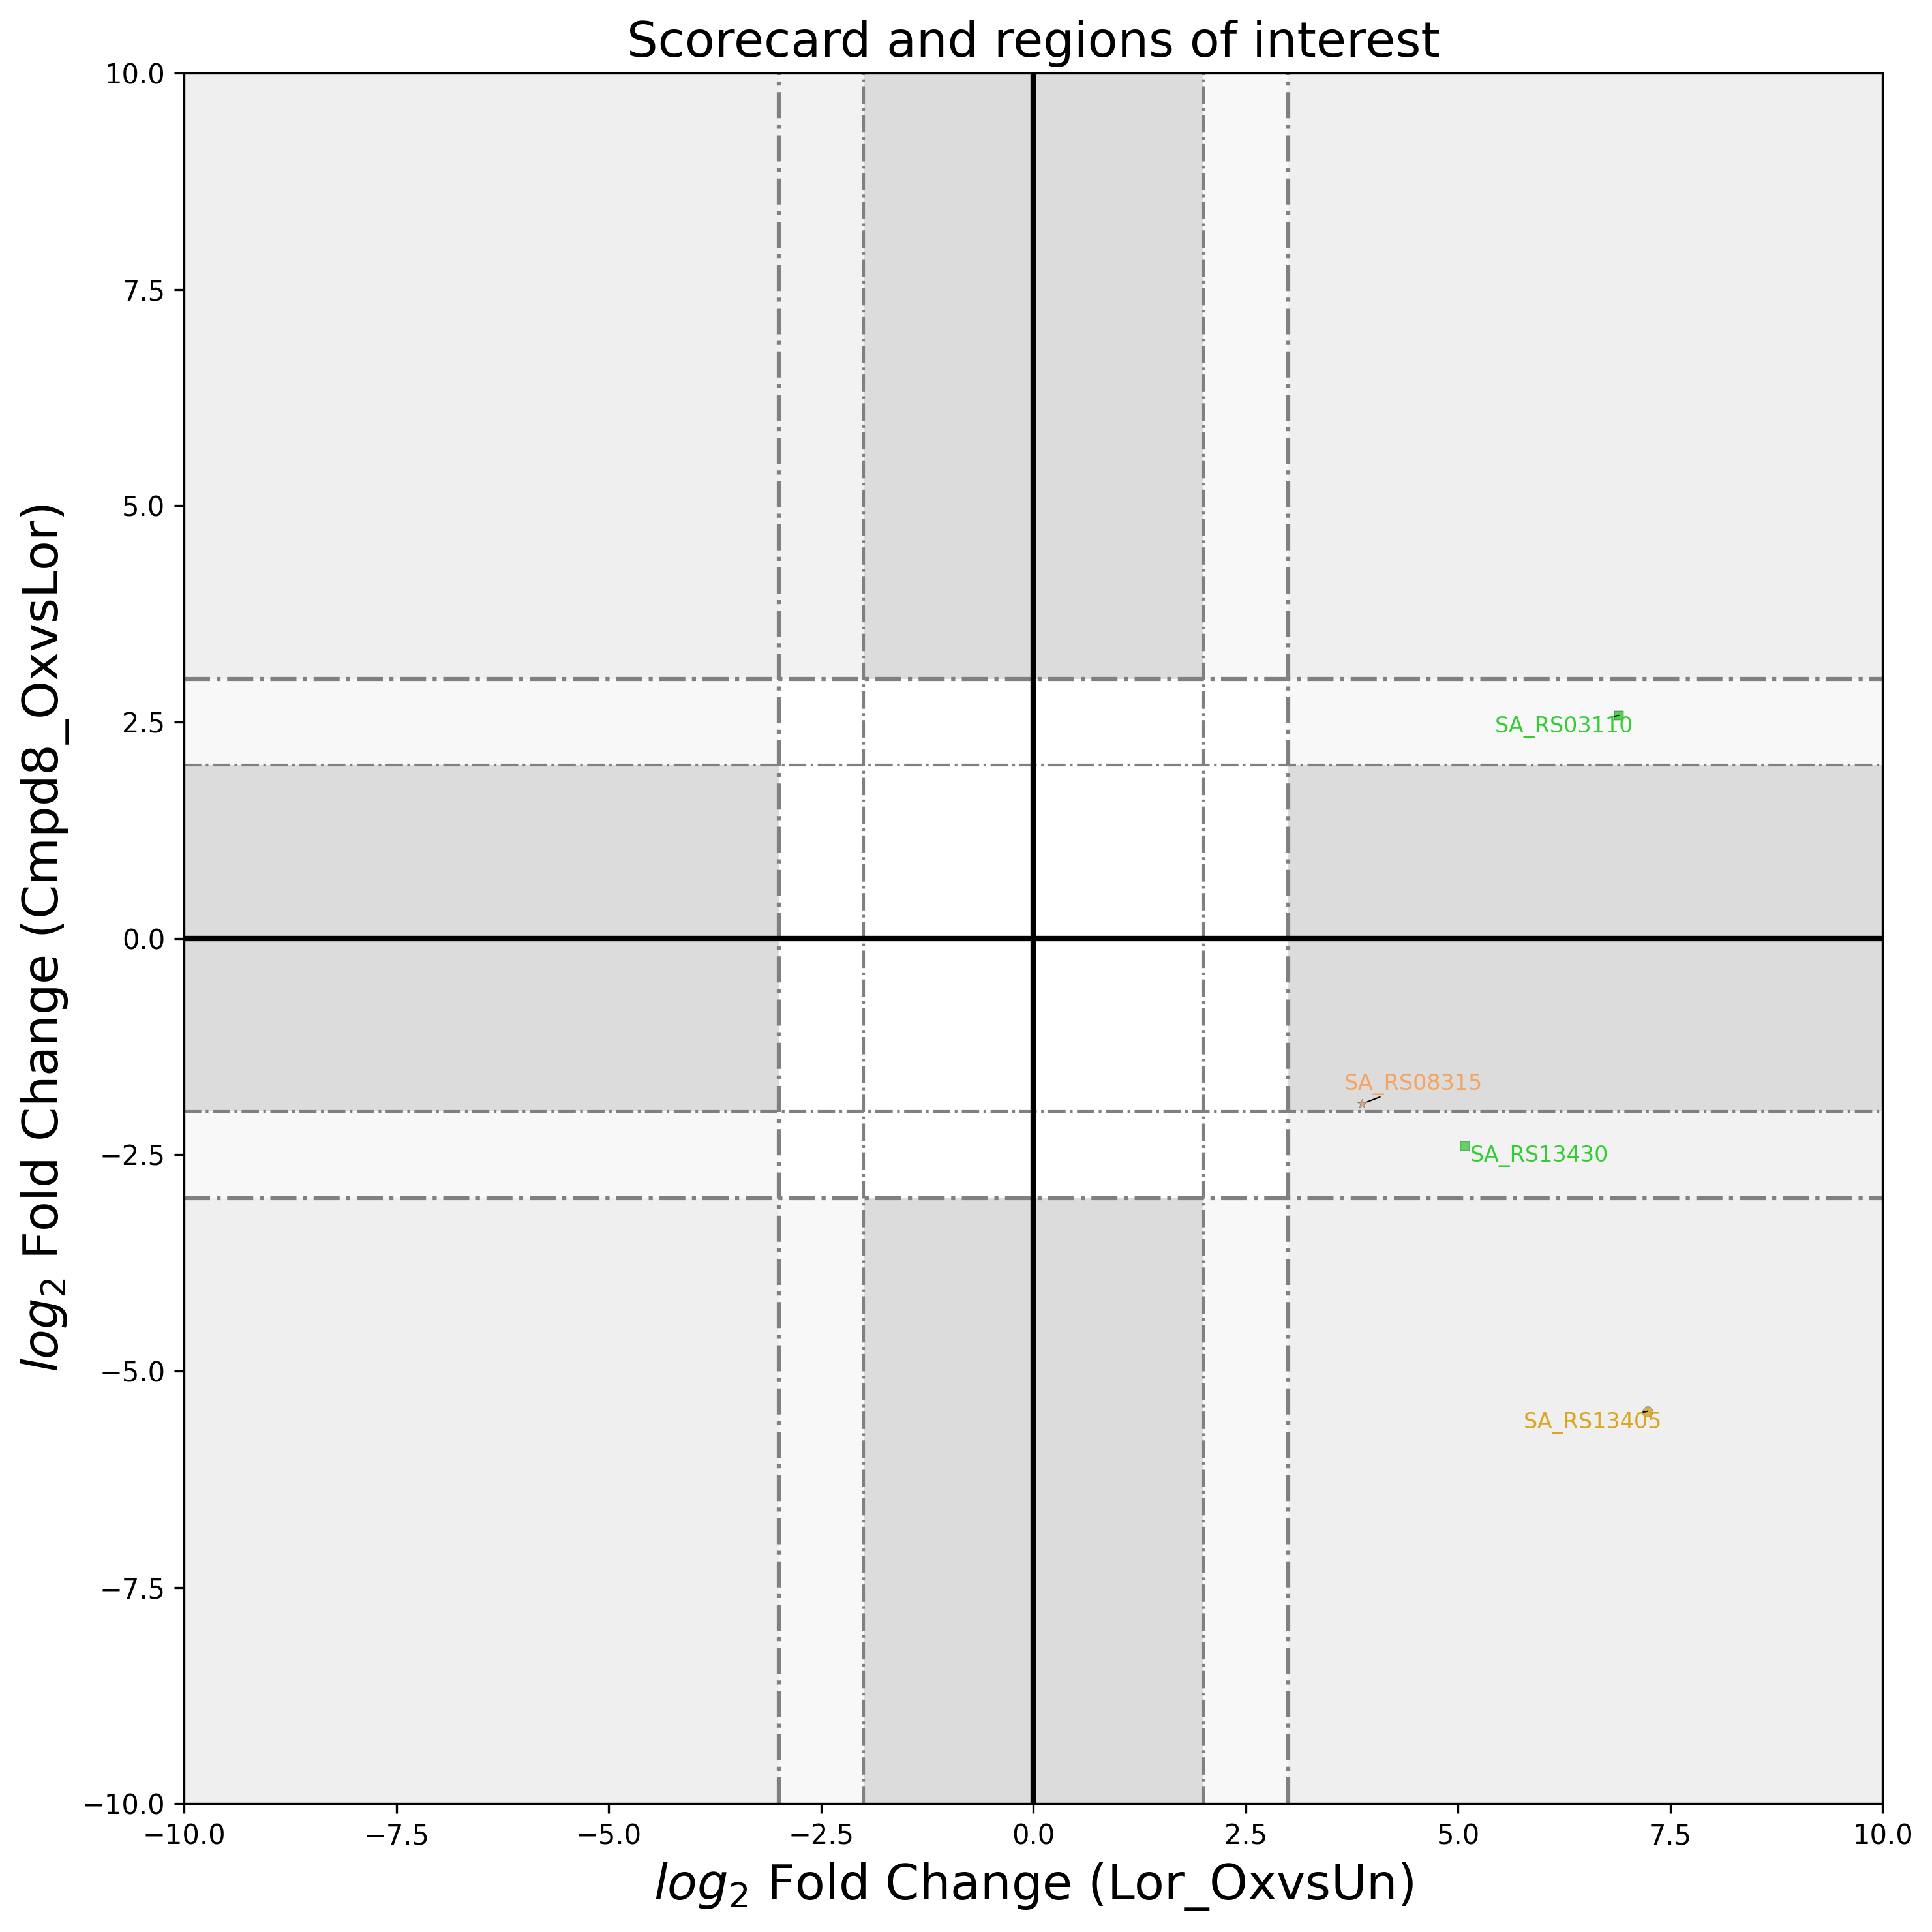 Scorecard and regions of interest
10.0
7.5
5.0
2.5
0.0
−2.5
−5.0
−7.5
−10.0
log2 Fold Change (Cmpd8_OxvsLor)
SA_RS03110
SA_RS08315
SA_RS13430
SA_RS13405
−10.0 −7.5 −5.0 −2.5 0.0 2.5 5.0 7.5 10.0
log2 Fold Change (Lor_OxvsUn)